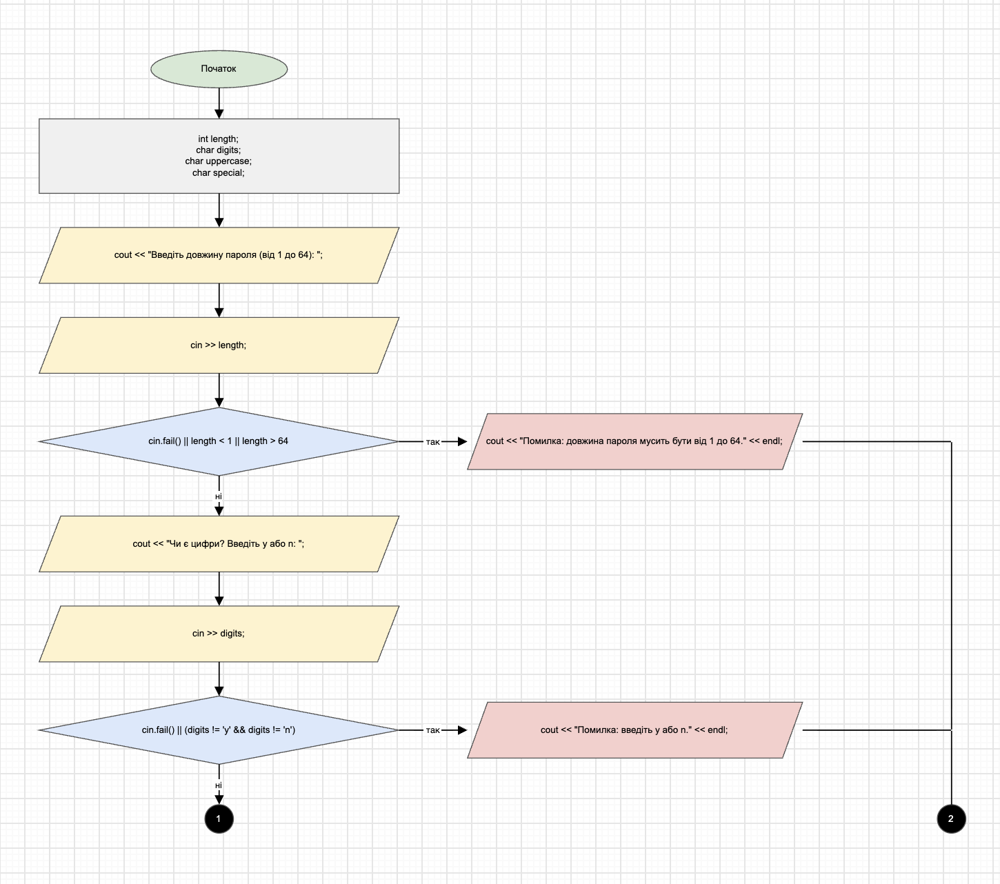 Початок
int length;
char digits;
char uppercase;
char special;
cout << "Введіть довжину пароля (від 1 до 64): ";
cin >> length;
cin.fail() || length < 1 || length > 64
так
cout << "Помилка: довжина пароля мусить бути від 1 до 64." << endl;
ні
cout << "Чи є цифри? Введіть y або n: ";
cin >> digits;
cin.fail() || (digits != 'y' && digits != 'n')
так
cout << "Помилка: введіть y або n." << endl;
ні
1
2